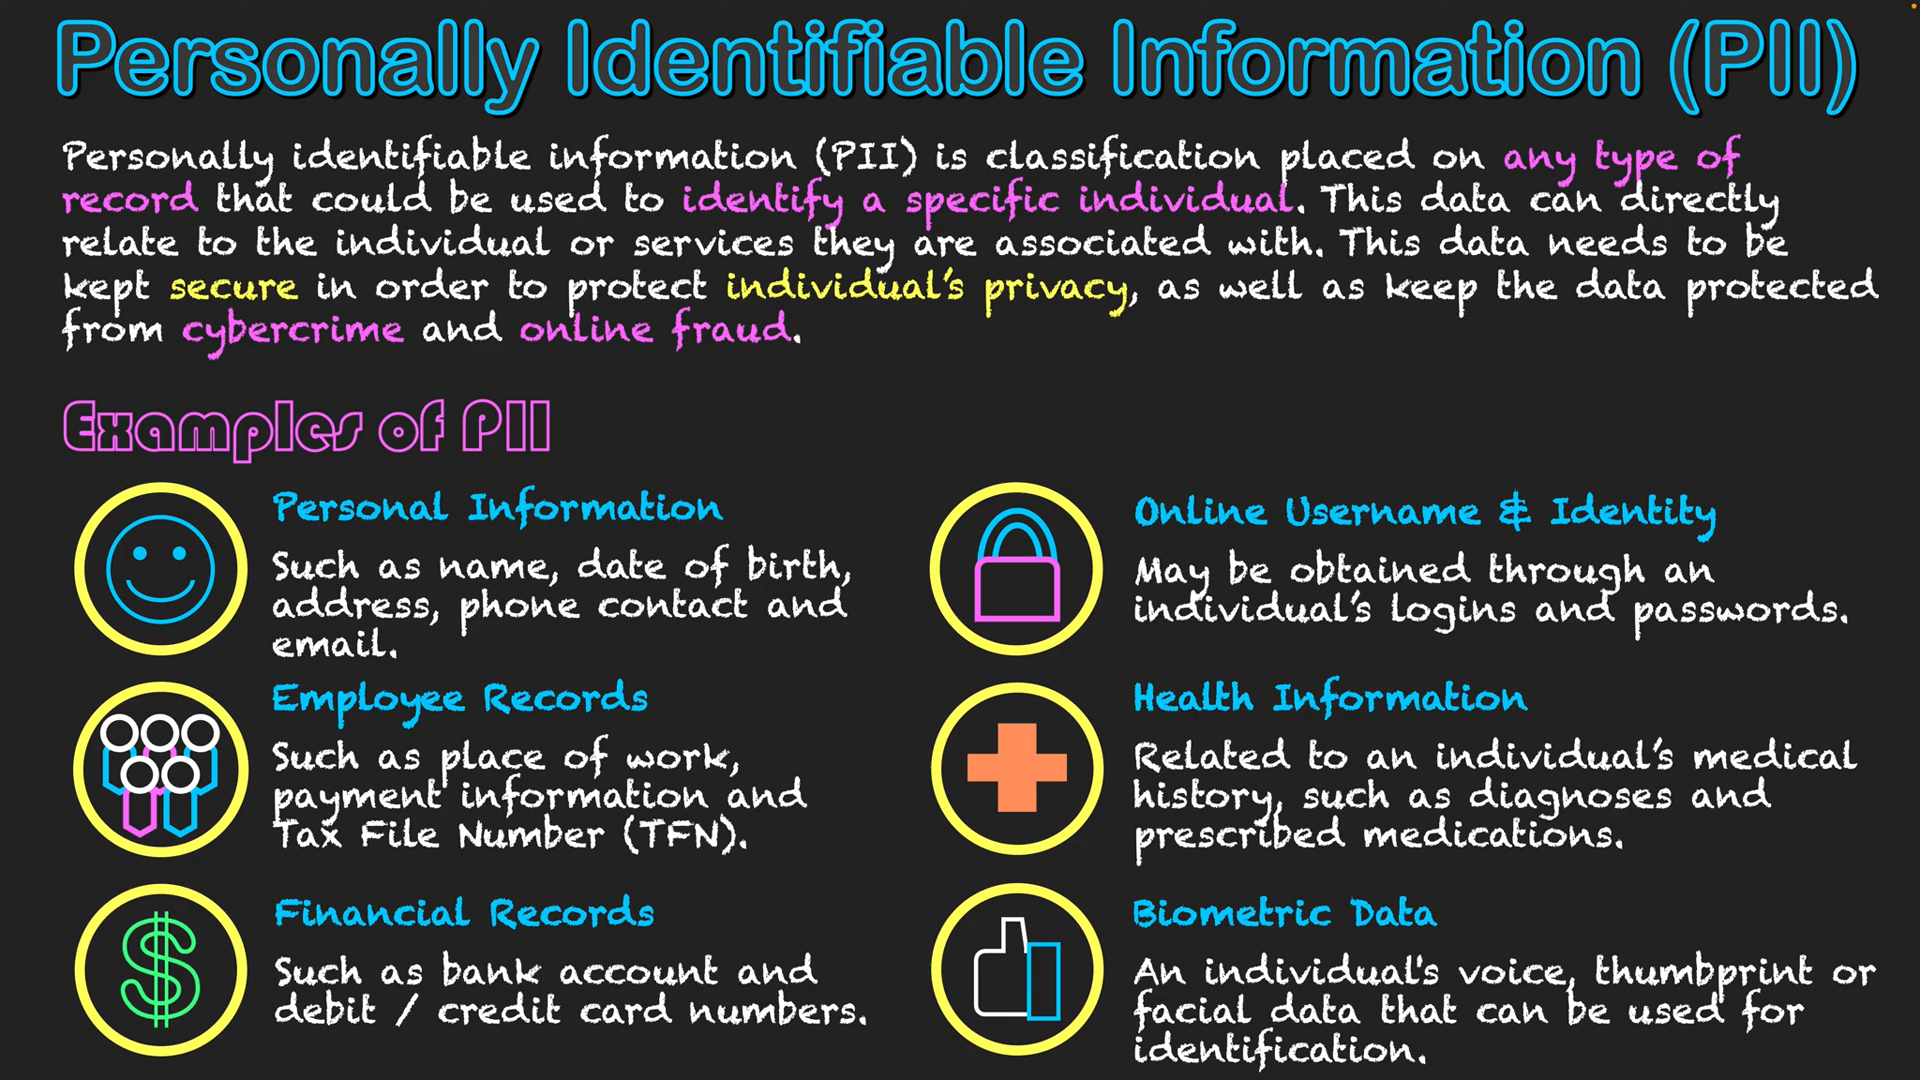 Personally Identifiable Information (PII)
Personally identifiable information (PII) is classification placed on any type of
record that could be used to identify a specific individual. This data can directly
relate to the individual or services they are associated with. This data needs to be
kept secure in order to protect individual’s privacy, as well as keep the data protected
from cybercrime and online fraud.
Examples of PII
Personal Information
Such as name, date of birth,
address, phone contact and
email.
Employee Records
Such as place of work,
payment information and
Tax File Number (TFN).
Financial Records
Such as bank account and
debit / credit card numbers.
Online Username & Identity
May be obtained through an
individual’s logins and passwords.
Health Information
Related to an individual’s medical
history, such as diagnoses and
prescribed medications.
Biometric Data
An individual's voice, thumbprint or
facial data that can be used for
identification.